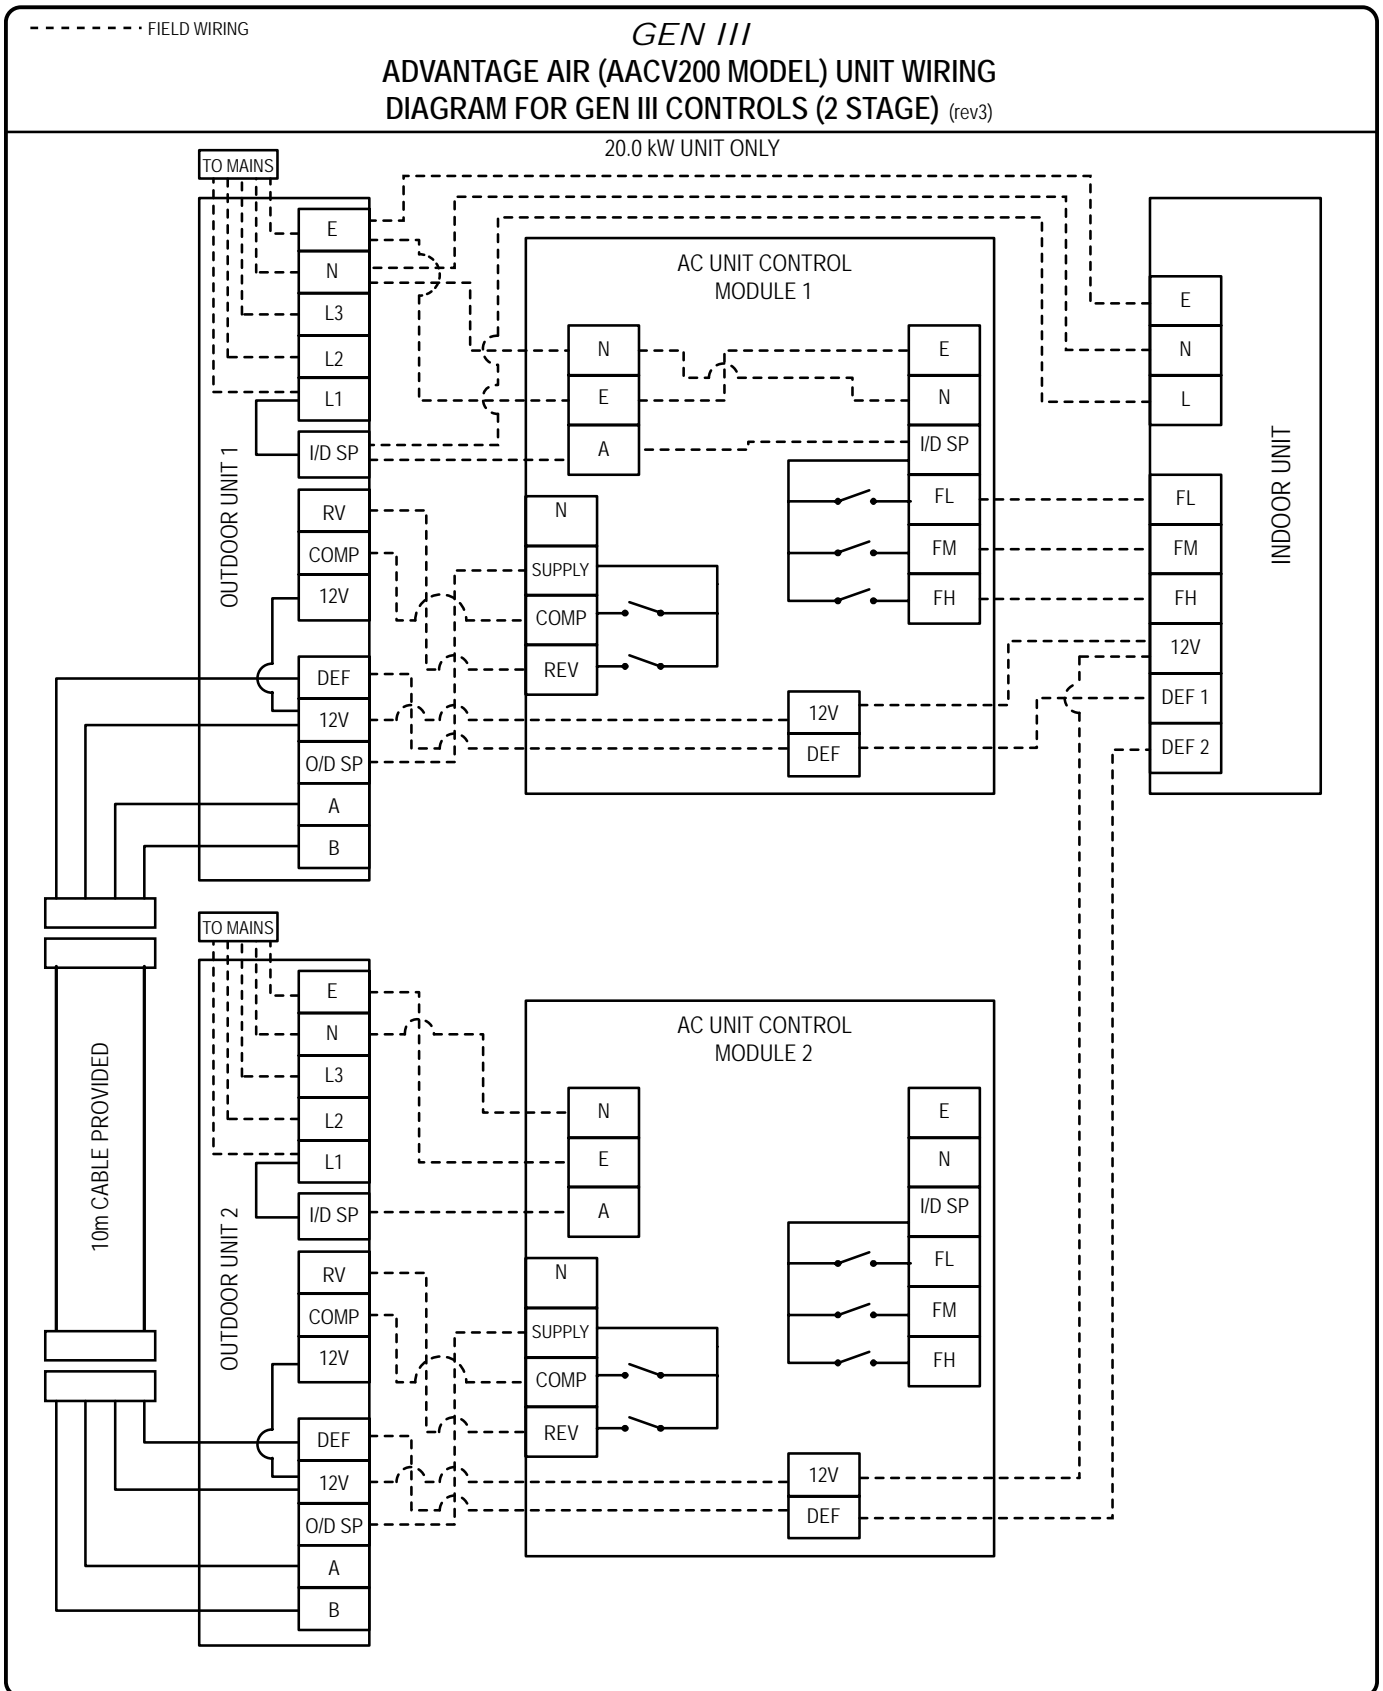 FIELD WIRING
GEN III
ADVANTAGE AIR (AACV200 MODEL) UNIT WIRING
DIAGRAM FOR GEN III CONTROLS (2 STAGE) (rev3)
20.0 kW UNIT ONLY
TO MAINS
OUTDOOR UNIT 1
E
N
L3
L2
L1
I/D SP
RV
COMP
12V
DEF
12V
O/D SP
A
B
AC UNIT CONTROL
MODULE 1
N
E
A
N
SUPPLY
COMP
REV
E
N
I/D SP
FL
FM
FH
12V
DEF
INDOOR UNIT
E
N
L
FL
FM
FH
12V
DEF 1
DEF 2
10m CABLE PROVIDED
TO MAINS
OUTDOOR UNIT 2
E
N
L3
L2
L1
I/D SP
RV
COMP
12V
DEF
12V
O/D SP
A
B
AC UNIT CONTROL
MODULE 2
N
E
A
N
SUPPLY
COMP
REV
E
N
I/D SP
FL
FM
FH
12V
DEF